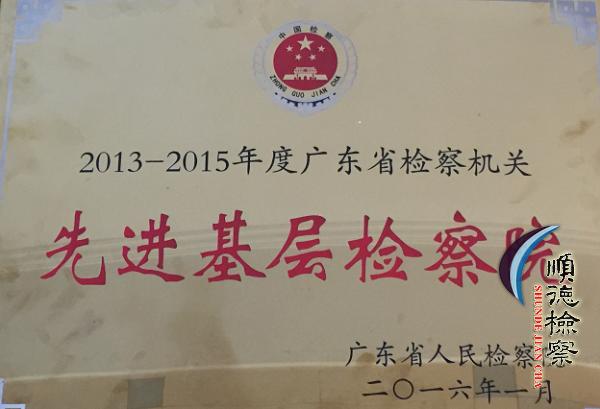 中国检察
ZHONG GUO JIAN CHA
2013-2015年度广东省检察机关
先进基层检察院
順德檢察
SHUNDE JIAN CHA
广东省人民检察
二〇一六年一月